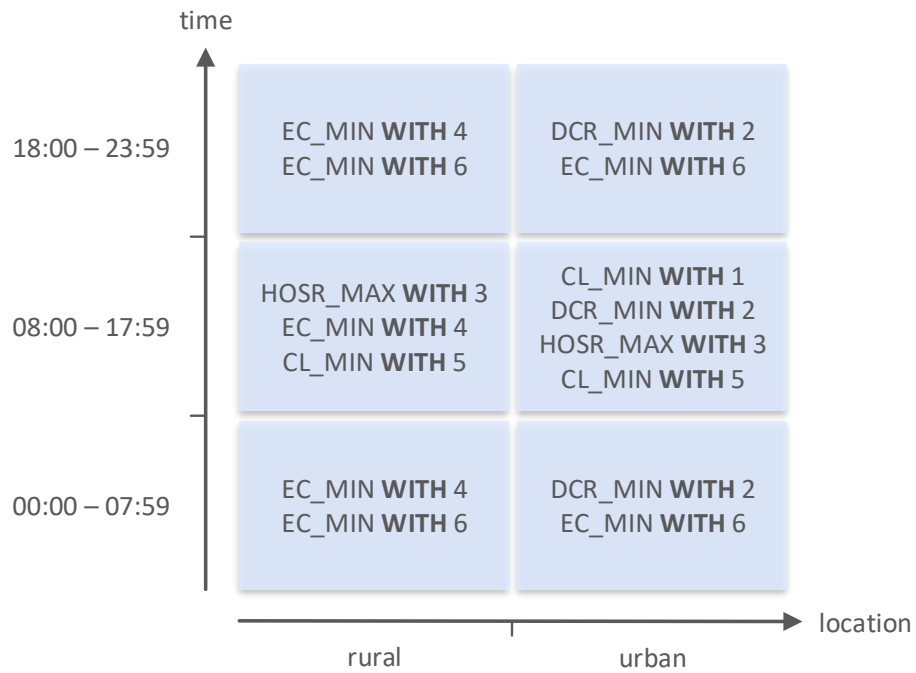 time
18:00 – 23:59
EC_MIN WITH 4
EC_MIN WITH 6
DCR_MIN WITH 2
EC_MIN WITH 6
08:00 – 17:59
HOSR_MAX WITH 3
EC_MIN WITH 4
CL_MIN WITH 5
CL_MIN WITH 1
DCR_MIN WITH 2
HOSR_MAX WITH 3
CL_MIN WITH 5
00:00 – 07:59
EC_MIN WITH 4
EC_MIN WITH 6
DCR_MIN WITH 2
EC_MIN WITH 6
location
rural
urban